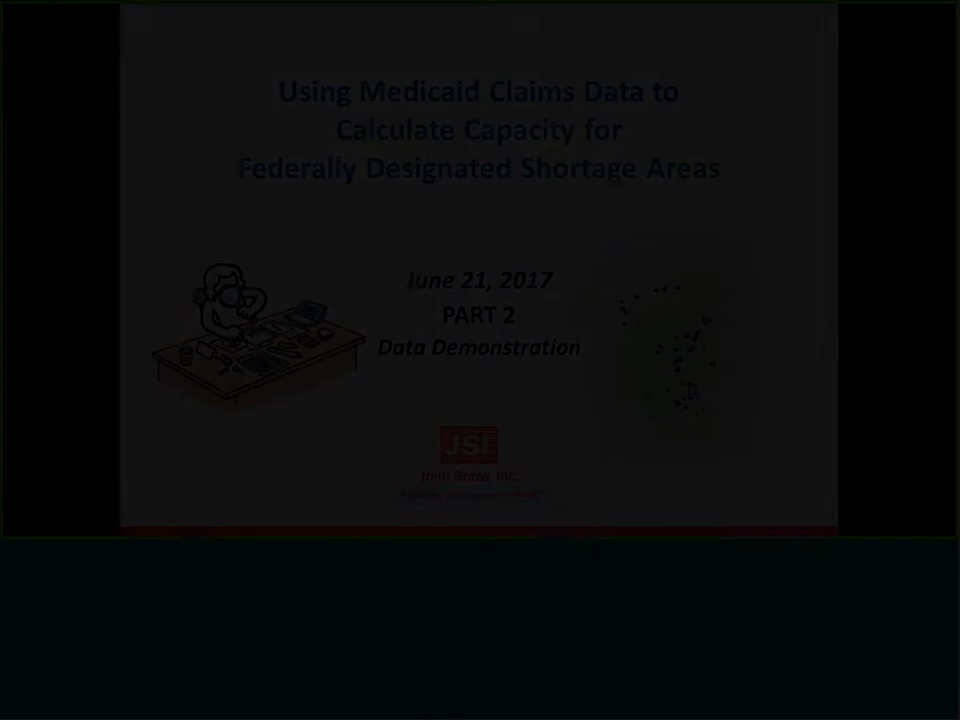 Using Medicaid Claims Data to
Calculate Capacity for
Federally Designated Shortage Areas
June 21, 2017
PART 2
Data Demonstration
JSI
John Snow, Inc.